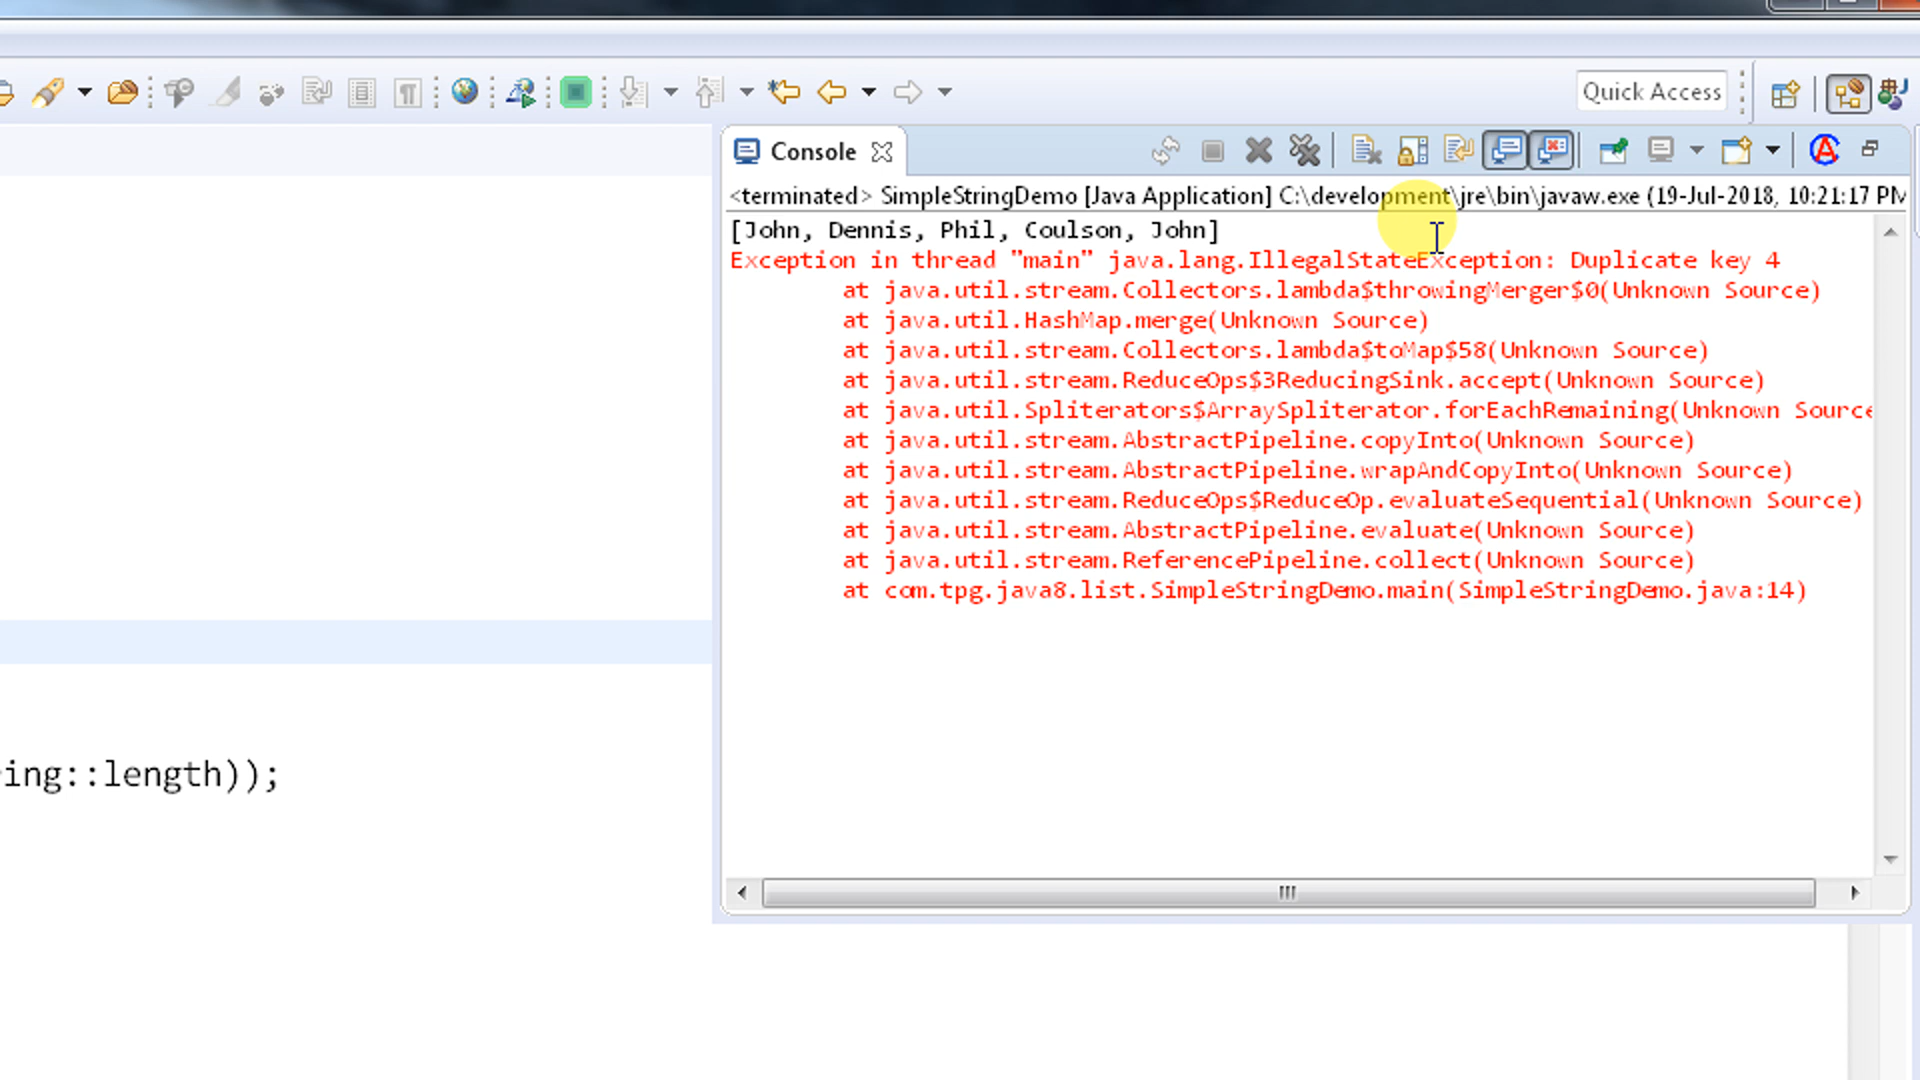 Quick Access
Console
<terminated> SimpleStringDemo [Java Application] C:\development\jre\bin\javaw.exe (19-Jul-2018, 10:21:17 PM
[John, Dennis, Phil, Coulson, John]
Exception in thread "main" java.lang.IllegalStateException: Duplicate key 4
at java.util.stream.Collectors.lambda$throwingMerger$0(Unknown Source)
at java.util.HashMap.merge(Unknown Source)
at java.util.stream.Collectors.lambda$toMap$58(Unknown Source)
at java.util.stream.ReduceOps$3ReducingSink.accept(Unknown Source)
at java.util.Spliterators$ArraySpliterator.forEachRemaining(Unknown Source
at java.util.stream.AbstractPipeline.copyInto(Unknown Source)
at java.util.stream.AbstractPipeline.wrapAndCopyInto(Unknown Source)
at java.util.stream.ReduceOps$ReduceOp.evaluateSequential(Unknown Source)
at java.util.stream.AbstractPipeline.evaluate(Unknown Source)
at java.util.stream.ReferencePipeline.collect(Unknown Source)
at com.tpg.java8.list.SimpleStringDemo.main(SimpleStringDemo.java:14)
ing::length));